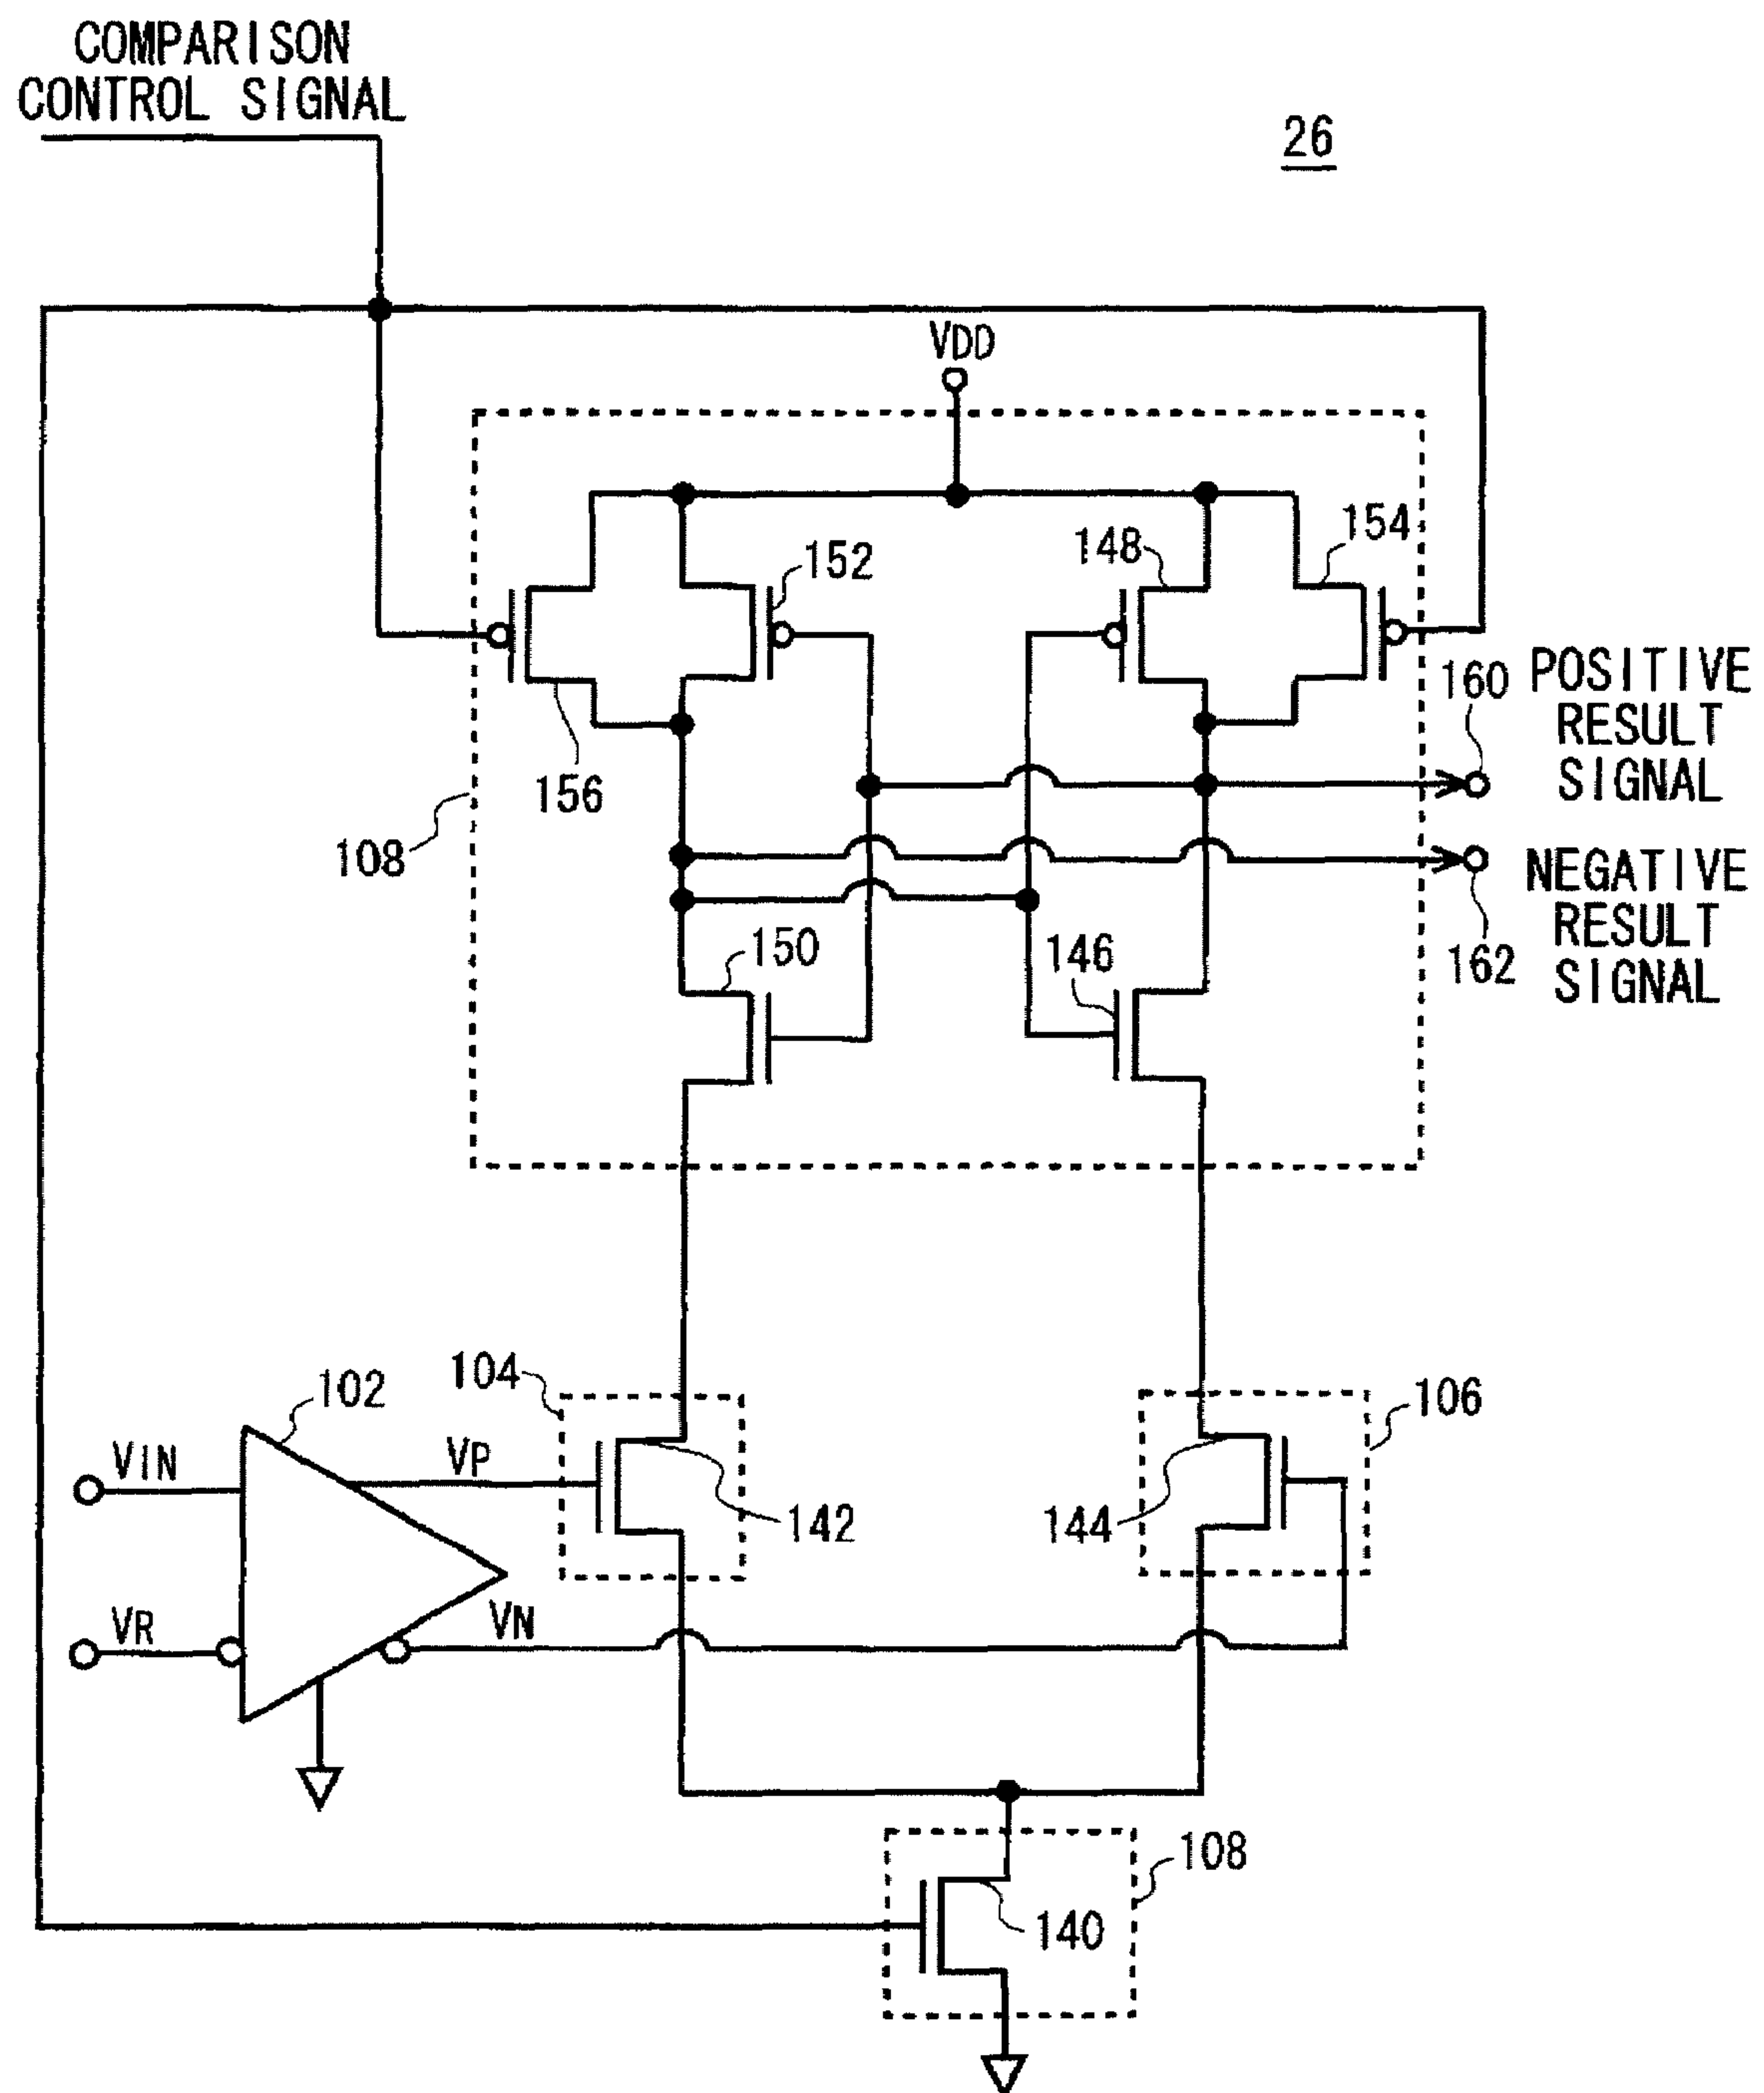 COMPARISON
CONTROL SIGNAL
26
VDD
152
148
154
156
108
160
POSITIVE
RESULT
SIGNAL
NEGATIVE
RESULT
SIGNAL
162
150
146
102
104
106
VIN
VP
142
144
VR
VN
108
140